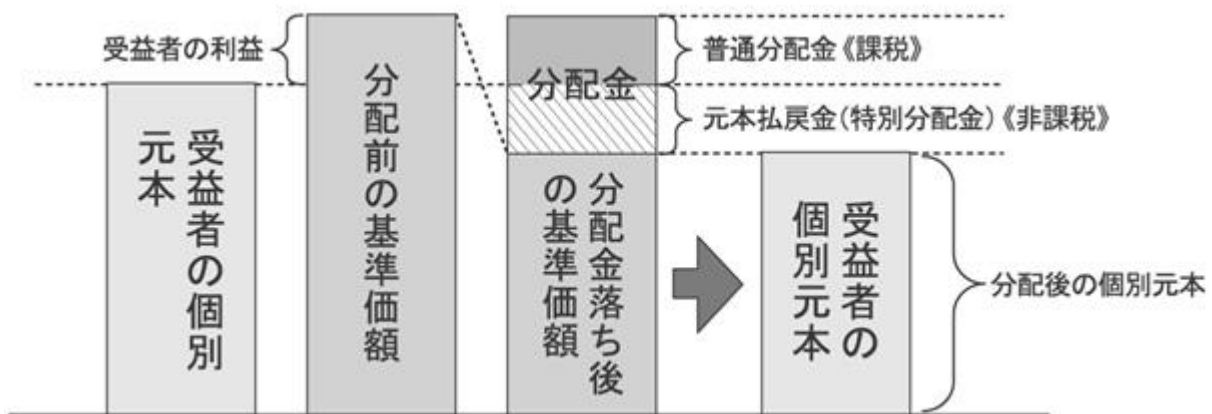 受益者の利益
受益者の個別
元本
分配前の基準価額
分配金
分配金落ち後
の基準価額
普通分配金《課税》
元本払戻金(特別分配金)《非課税》
受益者の
個別元本
分配後の個別元本